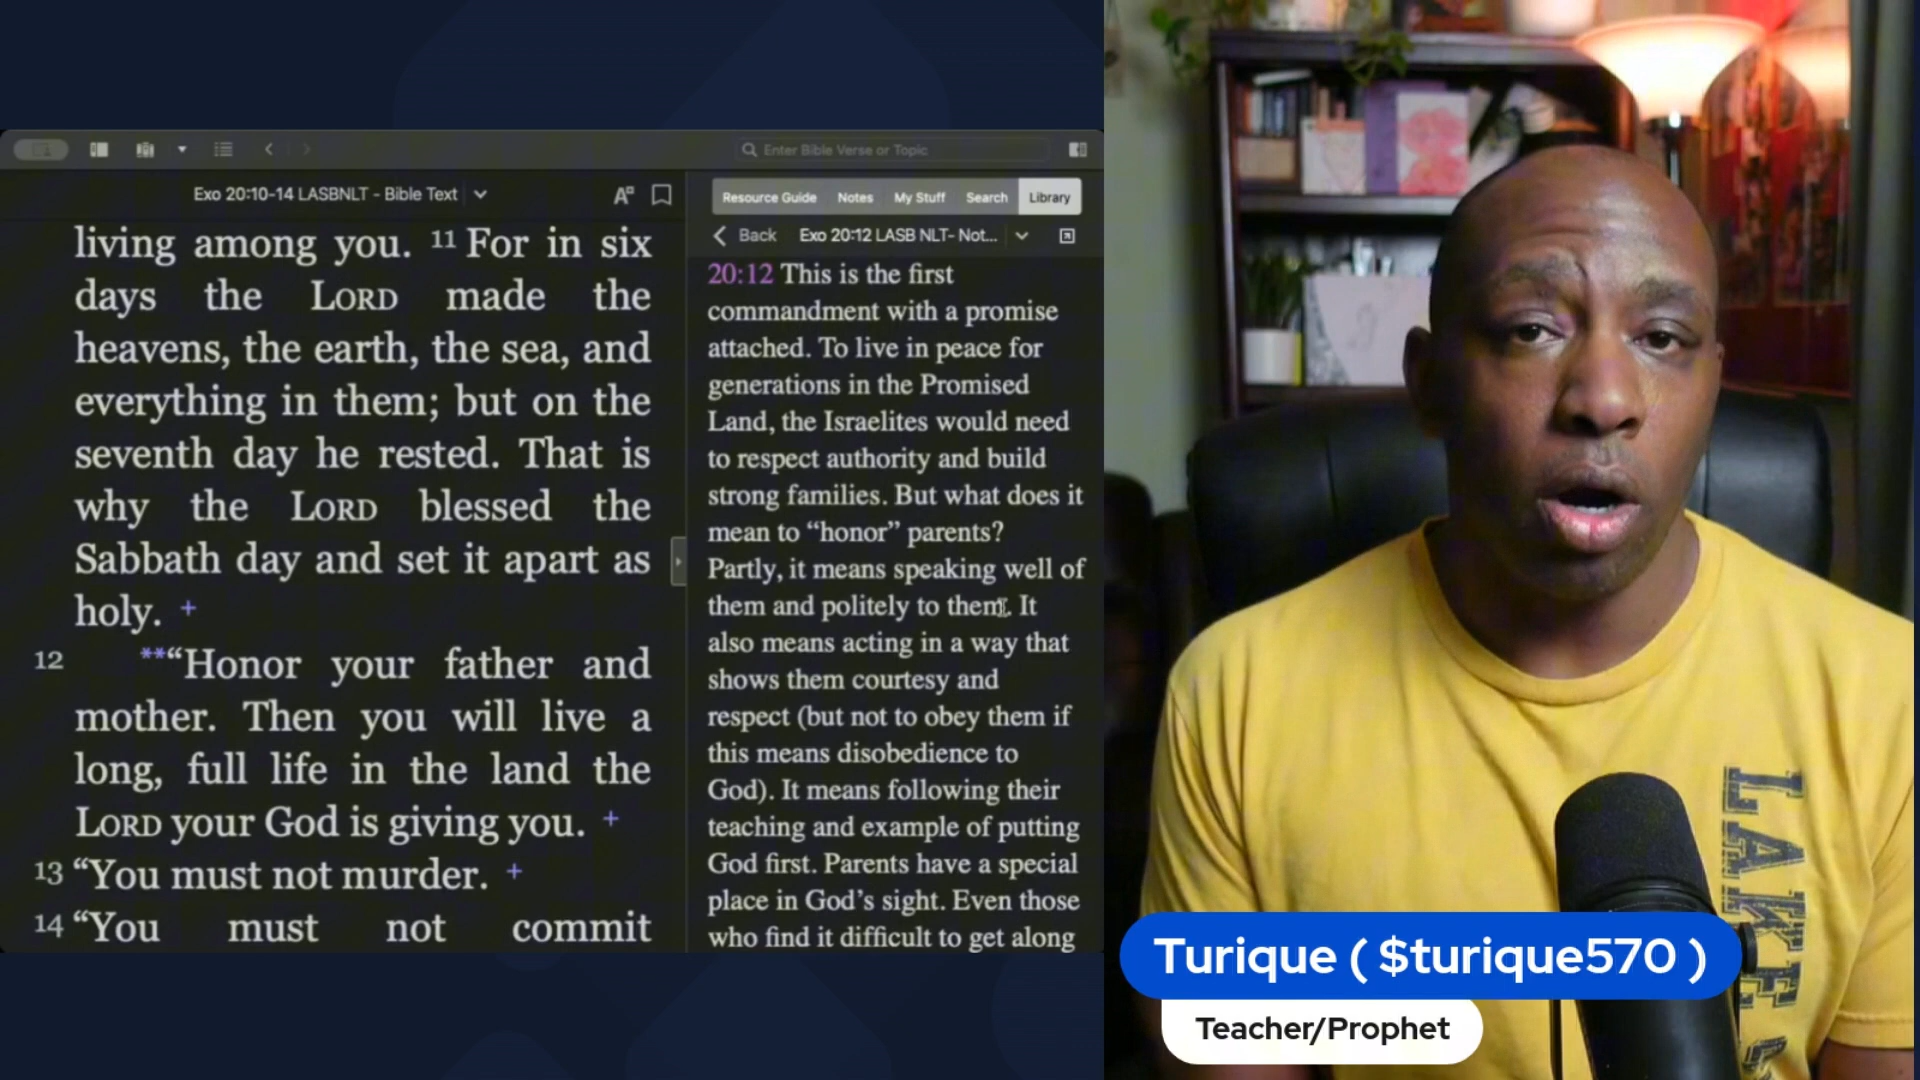 Enter Bible Verse or Topic
Exo 20:10-14 LASBNLT - Bible Text
living among you. 11 For in six
days the LORD made the
heavens, the earth, the sea, and
everything in them; but on the
seventh day he rested. That is
why the LORD blessed the
Sabbath day and set it apart as
holy. +
12 **“Honor your father and
mother. Then you will live a
long, full life in the land the
LORD your God is giving you. +
13 “You must not murder. +
14 “You must not commit
Resource Guide Notes My Stuff Search Library
Back Exo 20:12 LASB NLT- Not...
20:12 This is the first
commandment with a promise
attached. To live in peace for
generations in the Promised
Land, the Israelites would need
to respect authority and build
strong families. But what does it
mean to “honor” parents?
Partly, it means speaking well of
them and politely to them. It
also means acting in a way that
shows them courtesy and
respect (but not to obey them if
this means disobedience to
God). It means following their
teaching and example of putting
God first. Parents have a special
place in God’s sight. Even those
who find it difficult to get along
Turique ( $turique570 )
Teacher/Prophet